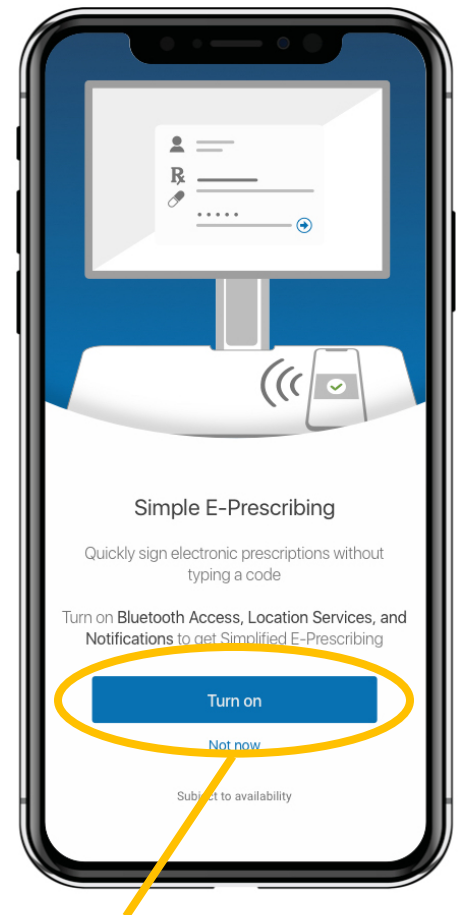 ℞
Simple E-Prescribing
Quickly sign electronic prescriptions without
typing a code
Turn on Bluetooth Access, Location Services, and
Notifications to get Simplified E-Prescribing
Turn on
Not now
Subject to availability